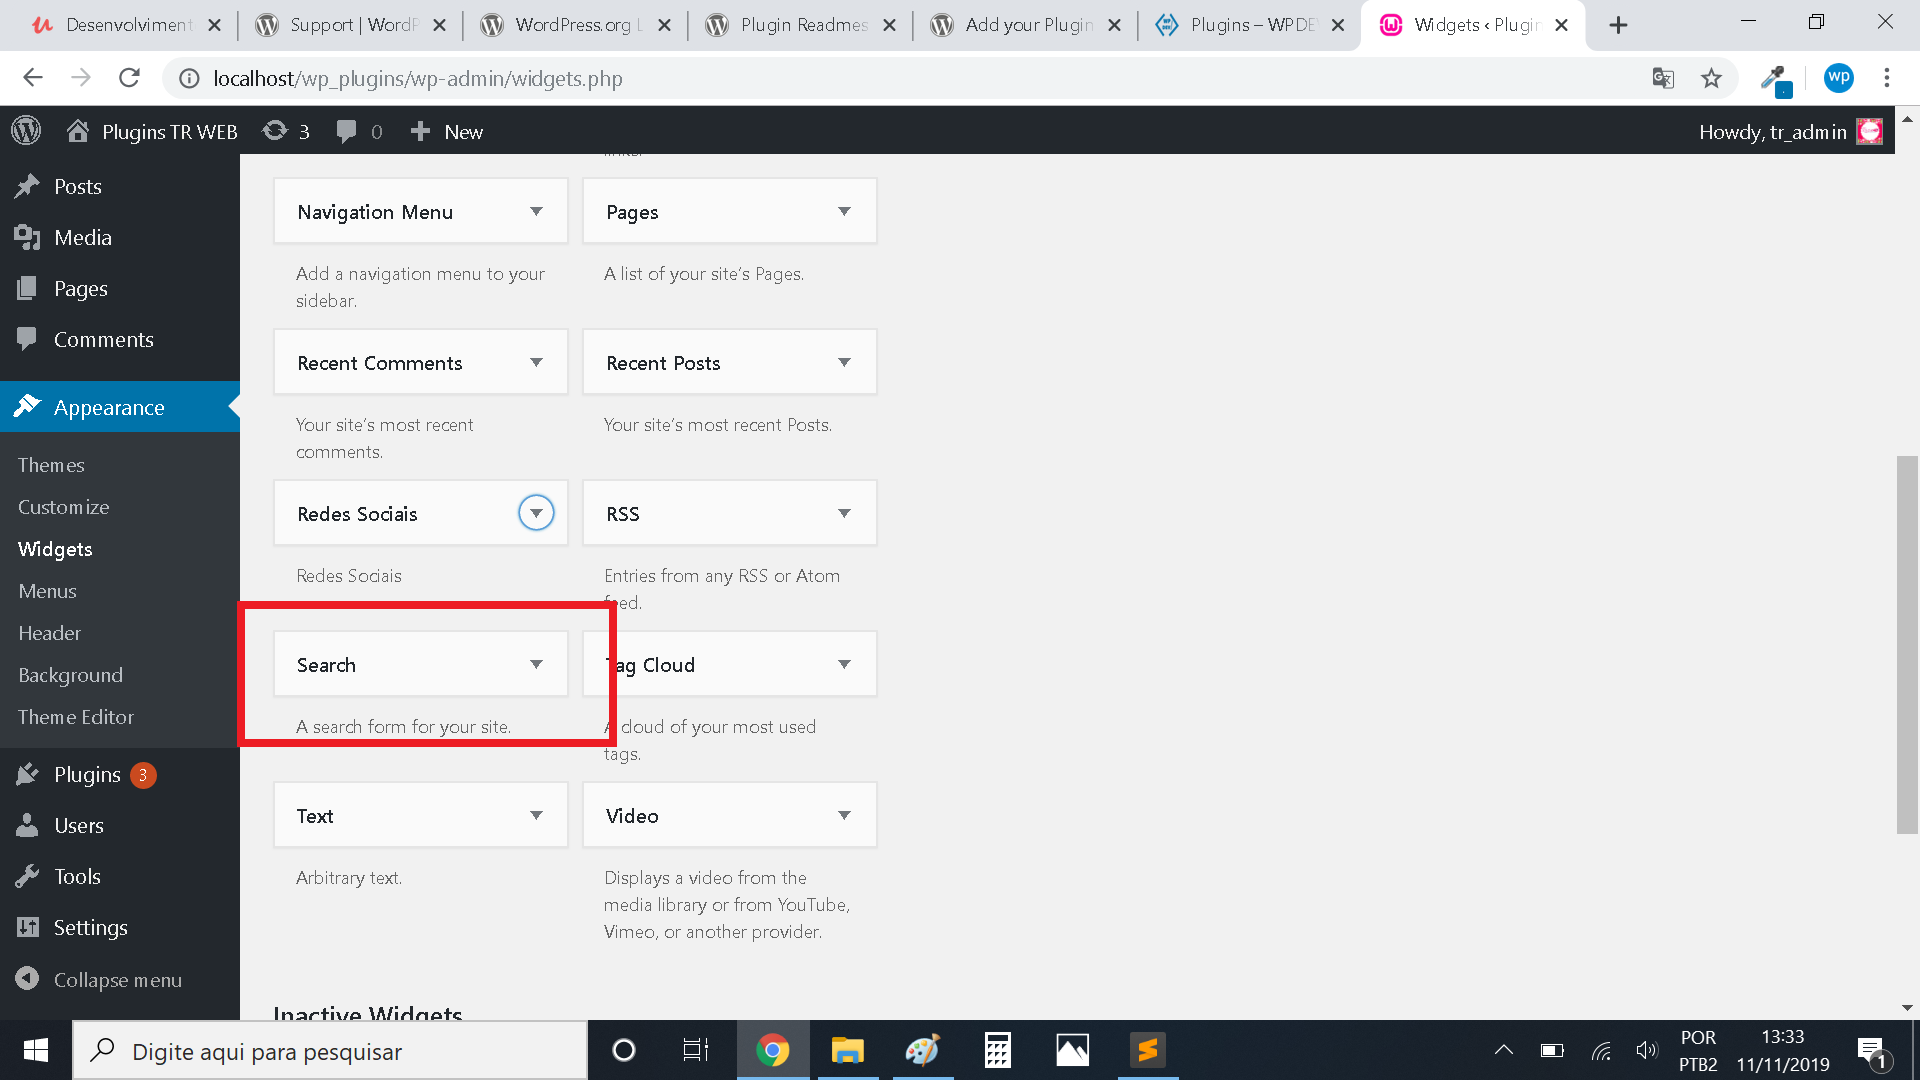 Desenvolviment
Support | WordP
WordPress.org L
Plugin Readmes
Add your Plugin
Plugins – WPDE
Widgets ‹ Plugin
localhost/wp_plugins/wp-admin/widgets.php
wp
Plugins TR WEB
3
0
New
Howdy, tr_admin
Posts
Media
Pages
Comments
Appearance
Themes
Customize
Widgets
Menus
Header
Background
Theme Editor
Plugins 3
Users
Tools
Settings
Collapse menu
links.
Navigation Menu
Add a navigation menu to your
sidebar.
Pages
A list of your site's Pages.
Recent Comments
Your site's most recent
comments.
Recent Posts
Your site's most recent Posts.
Redes Sociais
Redes Sociais
RSS
Entries from any RSS or Atom
feed.
Search
A search form for your site.
Tag Cloud
A cloud of your most used
tags.
Text
Arbitrary text.
Video
Displays a video from the
media library or from YouTube,
Vimeo, or another provider.
Inactive Widgets
Digite aqui para pesquisar
POR
PTB2
13:33
11/11/2019
1